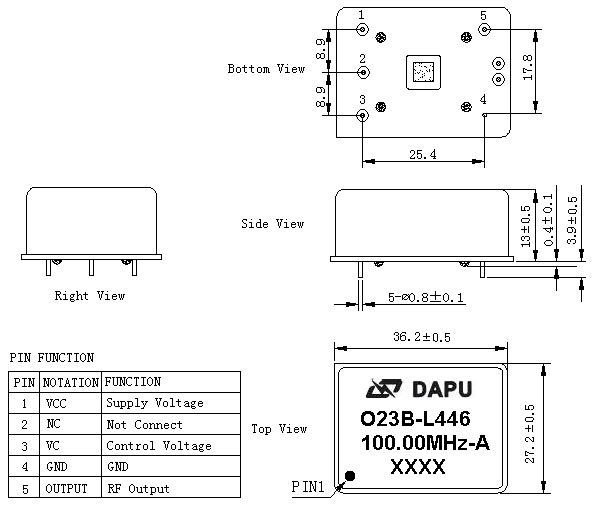 1
5
8.9
2
Bottom View
17.8
8.9
3
4
25.4
Side View
13±0.5
0.4±0.1
3.9±0.5
Right View
5-⌀0.8±0.1
36.2±0.5
PIN FUNCTION
PIN NOTATION FUNCTION
1 VCC Supply Voltage
2 NC Not Connect
3 VC Control Voltage
4 GND GND
5 OUTPUT RF Output
Top View
DAPU
O23B-L446
100.00MHz-A
XXXX
27.2±0.5
PIN1